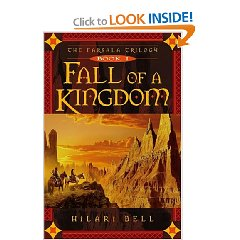 Click to LOOK INSIDE!
THE FARSALA TRILOGY
BOOK 1
FALL OF A
KINGDOM
HILARI BELL